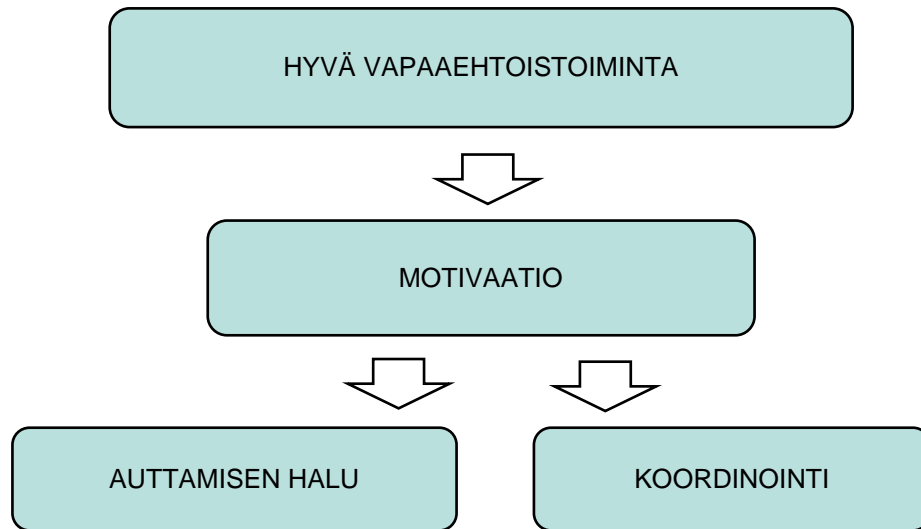 HYVÄ VAPAAEHTOISTOIMINTA
MOTIVAATIO
AUTTAMISEN HALU
KOORDINOINTI